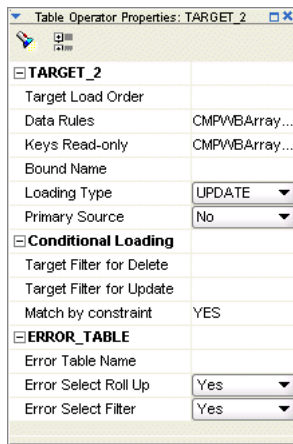 Table Operator Properties: TARGET_2
TARGET_2
Target Load Order
Data Rules CMPWBArray...
Keys Read-only CMPWBArray...
Bound Name
Loading Type UPDATE
Primary Source No
Conditional Loading
Target Filter for Delete
Target Filter for Update
Match by constraint YES
ERROR_TABLE
Error Table Name
Error Select Roll Up Yes
Error Select Filter Yes